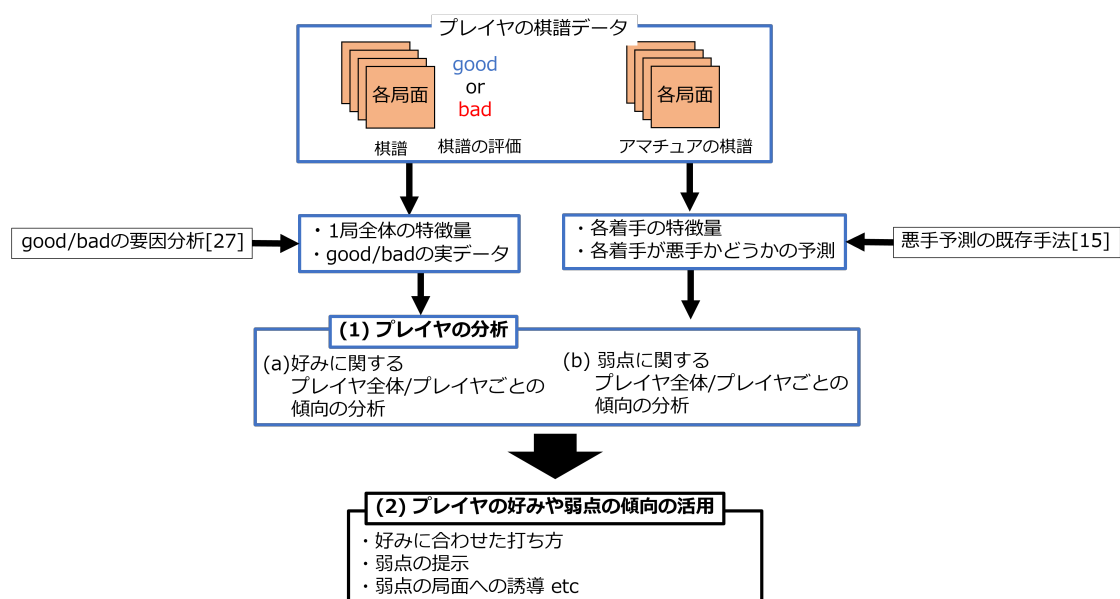 プレイヤの棋譜データ
各局面
good
or
bad
棋譜
棋譜の評価
各局面
アマチュアの棋譜
good/badの要因分析[27]
・1局全体の特徴量
・good/badの実データ
・各着手の特徴量
・各着手が悪手かどうかの予測
悪手予測の既存手法[15]
(1) プレイヤの分析
(a)好みに関する
プレイヤ全体/プレイヤごとの
傾向の分析
(b) 弱点に関する
プレイヤ全体/プレイヤごとの
傾向の分析
(2) プレイヤの好みや弱点の傾向の活用
・好みに合わせた打ち方
・弱点の提示
・弱点の局面への誘導 etc